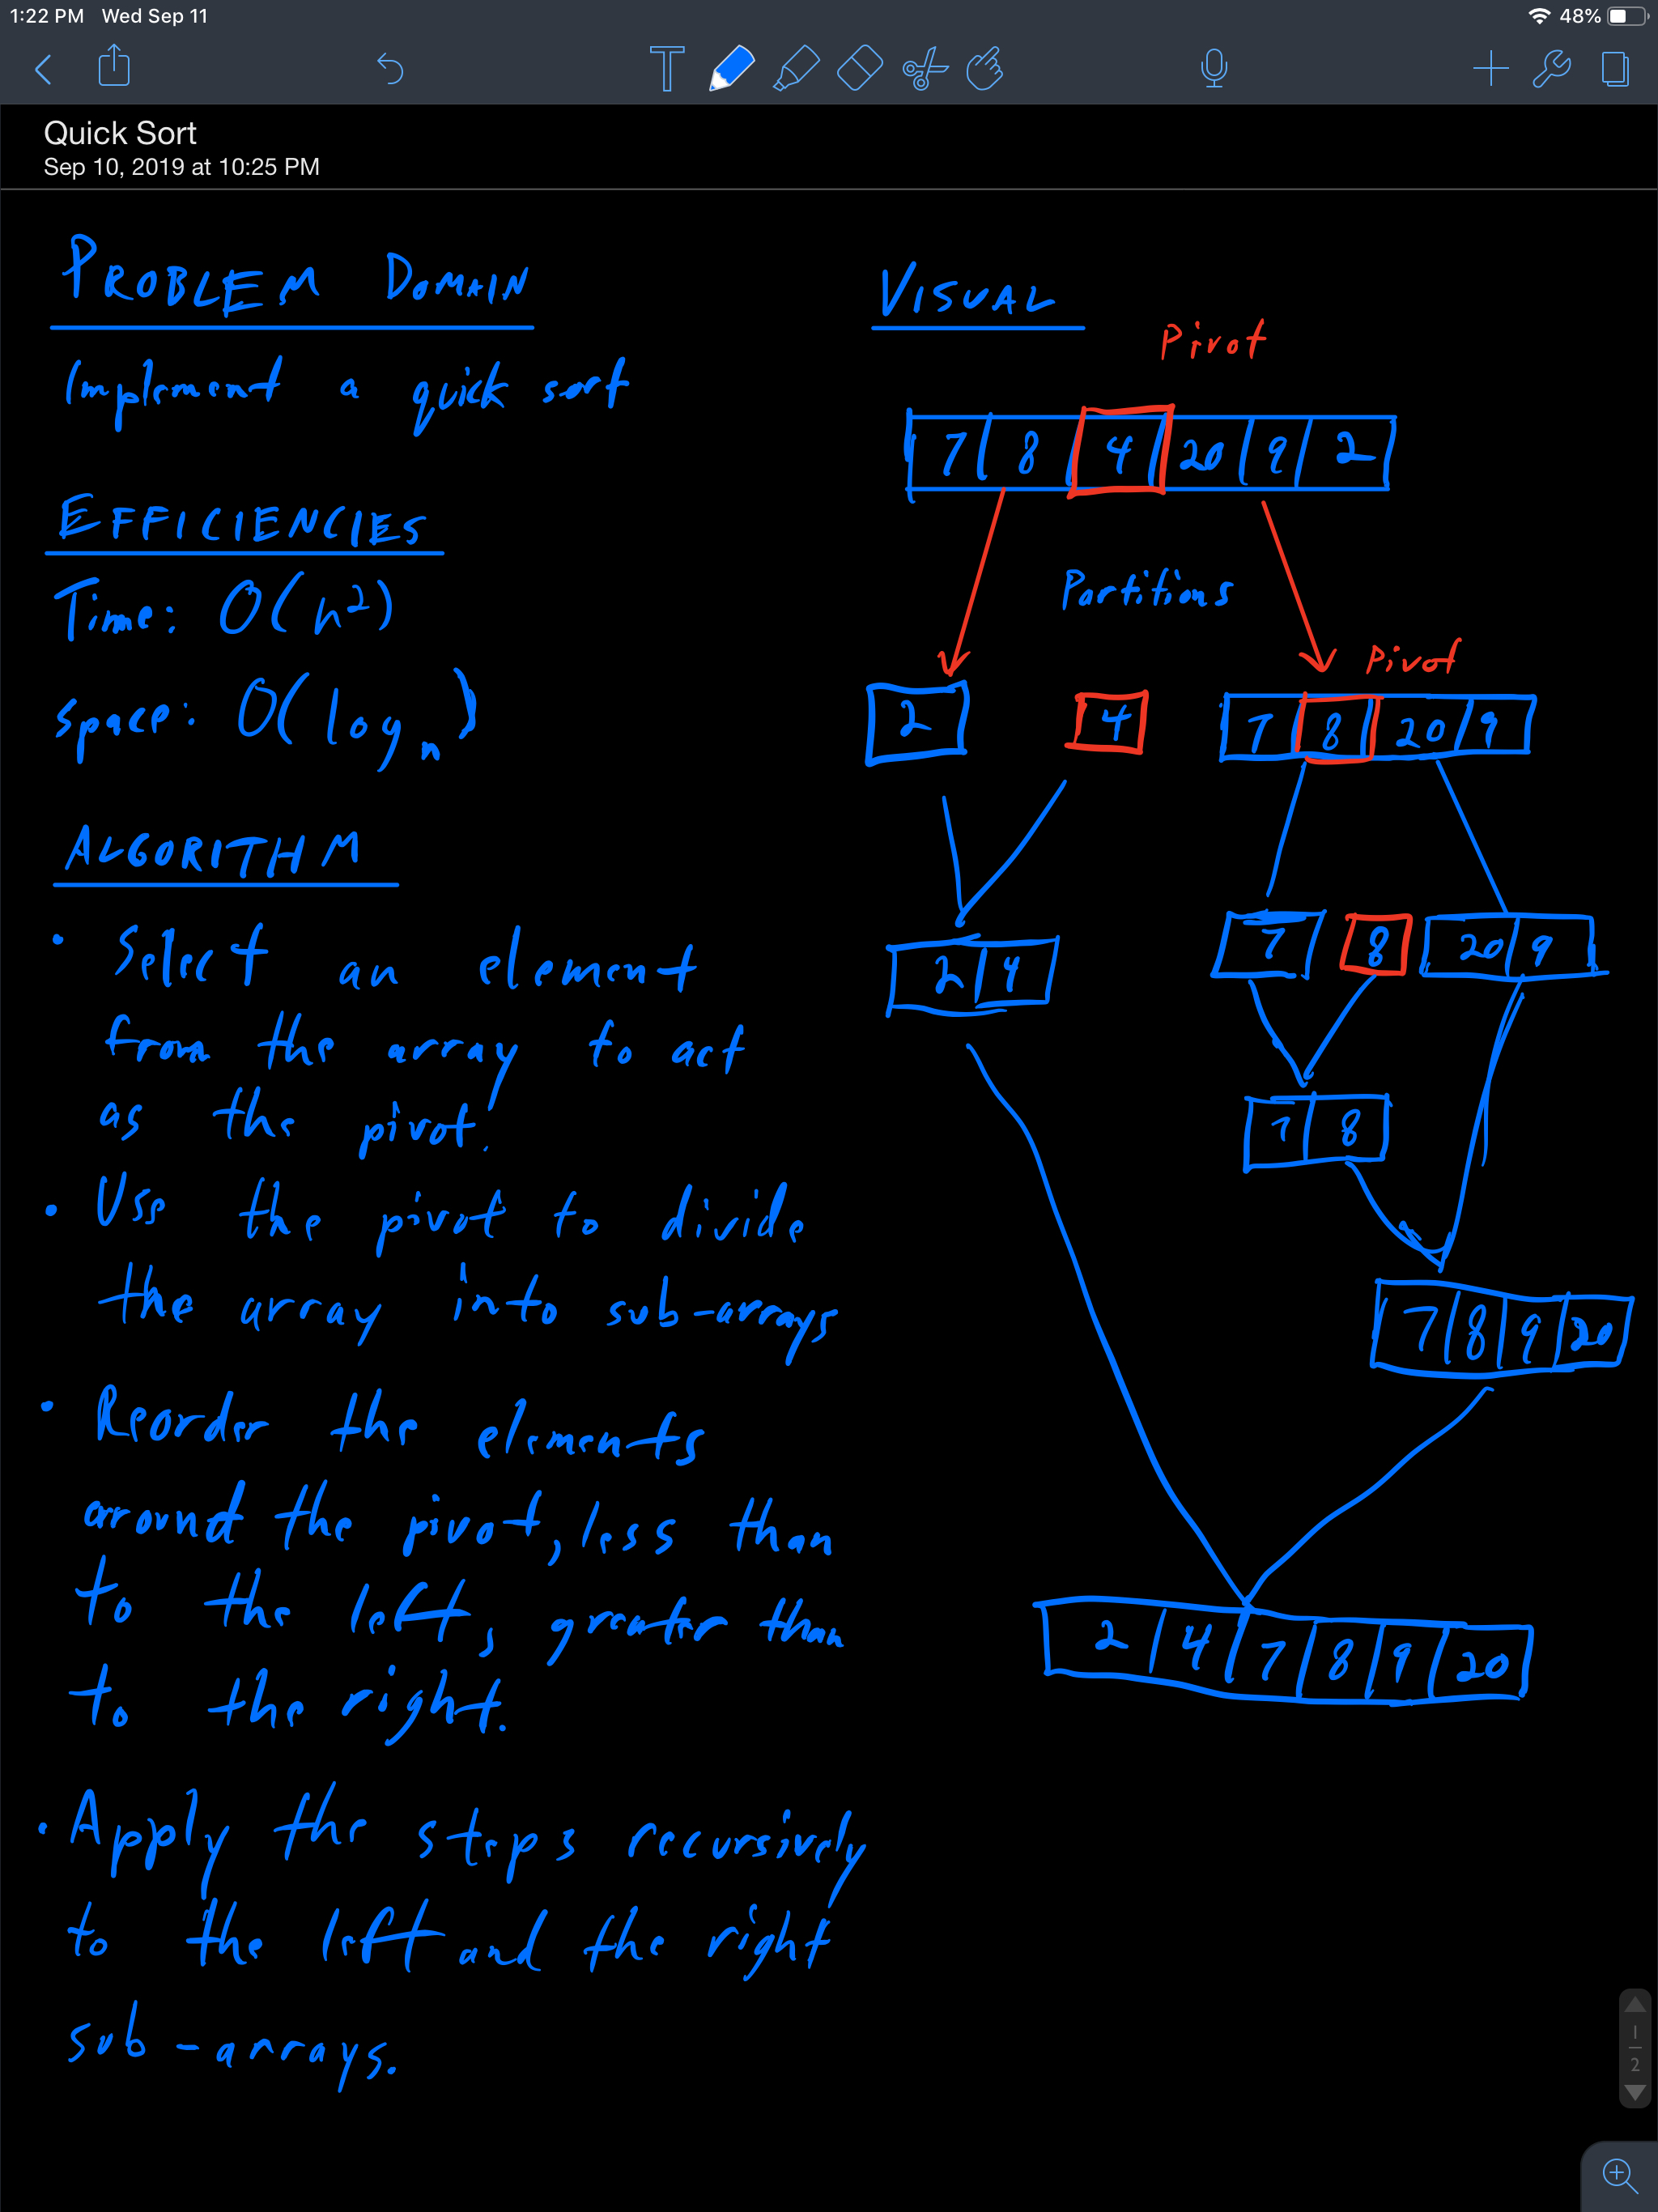 1:22 PM Wed Sep 11
48%
Quick Sort
Sep 10, 2019 at 10:25 PM
PROBLEM DOMAIN
Implement a quick sort
EFFICIENCIES
Time: O(n²)
space: O(log n)
ALGORITHM
• Select an element
from the array to act
as the pivot.
• Use the pivot to divide
the array into sub-arrays
• Reorder the elements
around the pivot, less than
to the left, greater than
to the right.
• Apply the steps recursively
to the left and the right
sub-arrays.
VISUAL
Pivot
7 8 4 20 9 2
Partitions
Pivot
2 4 7 8 20 9
2 4 7 8 20 9
7 8
7 8 9 20
2 4 7 8 9 20
1
2